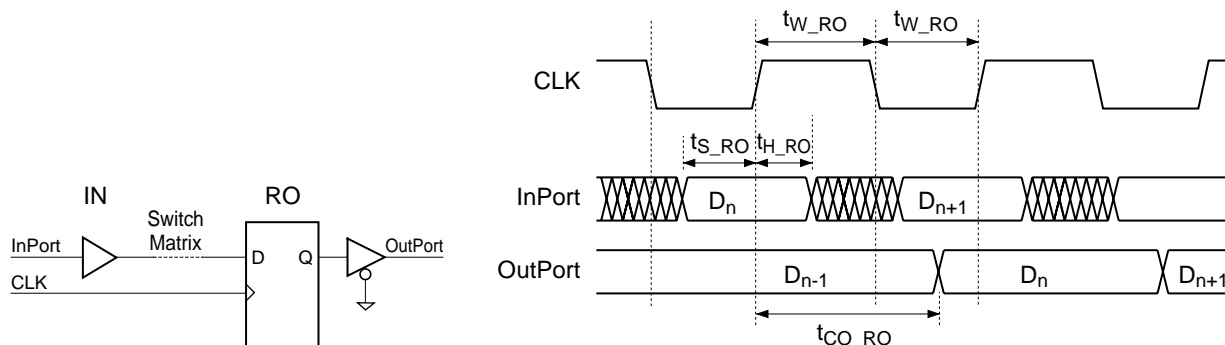 IN
RO
Switch
Matrix
InPort
D
Q
OutPort
CLK
t_W_RO
t_W_RO
CLK
t_S_RO
t_H_RO
InPort
D_n
D_n+1
OutPort
D_n-1
D_n
D_n+1
t_CO_RO